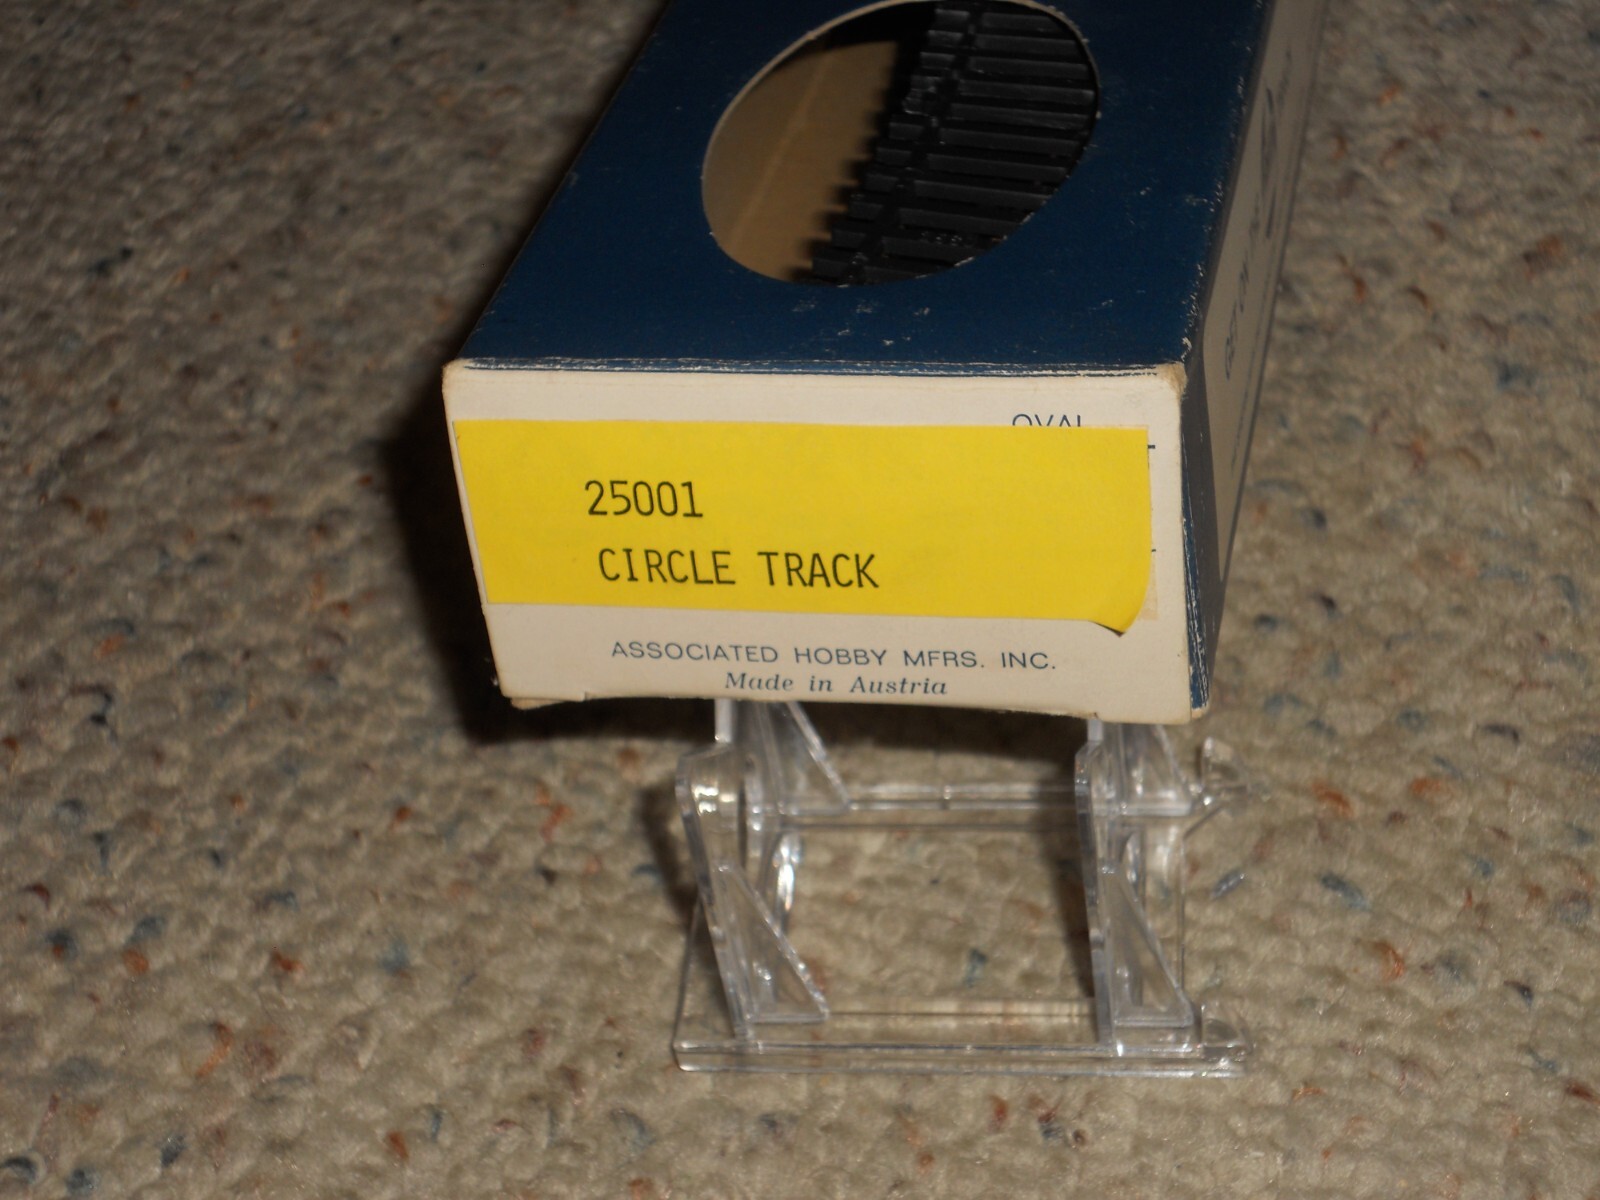 OVAL
25001
CIRCLE TRACK
ASSOCIATED HOBBY MFRS. INC.
Made in Austria